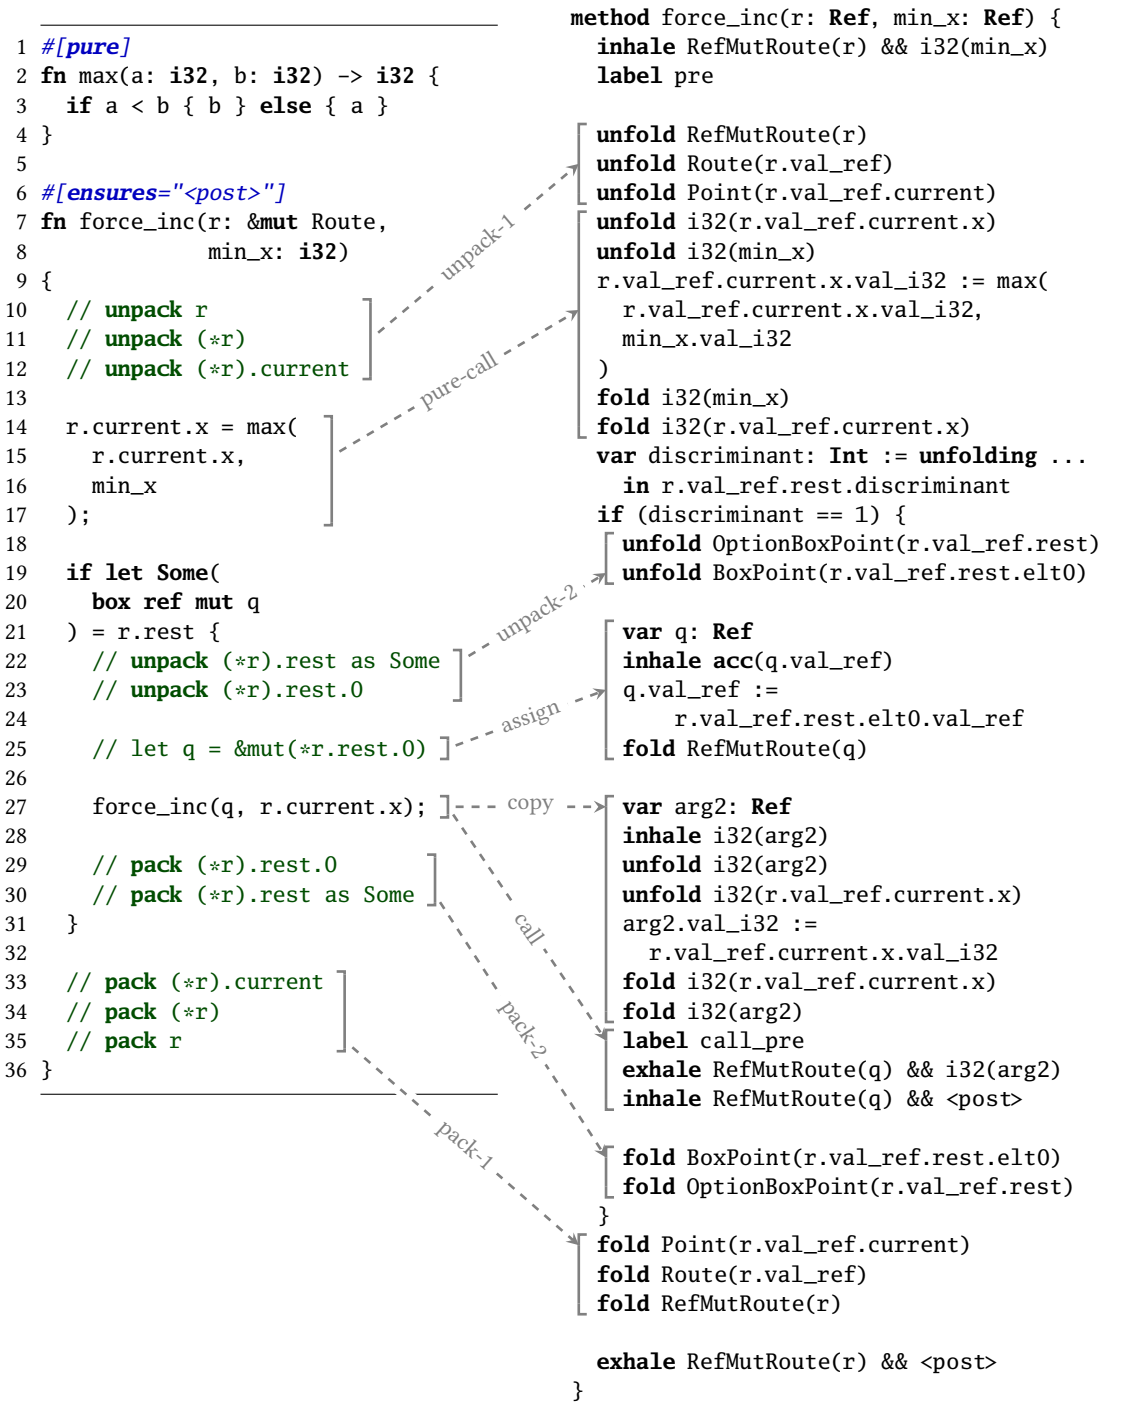 1 #[pure]
2 fn max(a: i32, b: i32) -> i32 {
3   if a < b { b } else { a }
4 }
5
6 #[ensures="<post>"]
7 fn force_inc(r: &mut Route,
8              min_x: i32)
9 {
10   // unpack r
11   // unpack (*r)
12   // unpack (*r).current
13
14   r.current.x = max(
15     r.current.x,
16     min_x
17   );
18
19   if let Some(
20     box ref mut q
21   ) = r.rest {
22     // unpack (*r).rest as Some
23     // unpack (*r).rest.0
24
25     // let q = &mut(*r.rest.0)
26
27     force_inc(q, r.current.x);
28
29     // pack (*r).rest.0
30     // pack (*r).rest as Some
31   }
32
33   // pack (*r).current
34   // pack (*r)
35   // pack r
36 }
unpack-1
pure-call
unpack-2
assign
copy
call
pack-2
pack-1
method force_inc(r: Ref, min_x: Ref) {
  inhale RefMutRoute(r) && i32(min_x)
  label pre
  unfold RefMutRoute(r)
  unfold Route(r.val_ref)
  unfold Point(r.val_ref.current)
  unfold i32(r.val_ref.current.x)
  unfold i32(min_x)
  r.val_ref.current.x.val_i32 := max(
    r.val_ref.current.x.val_i32,
    min_x.val_i32
  )
  fold i32(min_x)
  fold i32(r.val_ref.current.x)
  var discriminant: Int := unfolding ...
    in r.val_ref.rest.discriminant
  if (discriminant == 1) {
    unfold OptionBoxPoint(r.val_ref.rest)
    unfold BoxPoint(r.val_ref.rest.elt0)
    var q: Ref
    inhale acc(q.val_ref)
    q.val_ref :=
        r.val_ref.rest.elt0.val_ref
    fold RefMutRoute(q)
    var arg2: Ref
    inhale i32(arg2)
    unfold i32(arg2)
    unfold i32(r.val_ref.current.x)
    arg2.val_i32 :=
      r.val_ref.current.x.val_i32
    fold i32(r.val_ref.current.x)
    fold i32(arg2)
    label call_pre
    exhale RefMutRoute(q) && i32(arg2)
    inhale RefMutRoute(q) && <post>
    fold BoxPoint(r.val_ref.rest.elt0)
    fold OptionBoxPoint(r.val_ref.rest)
  }
  fold Point(r.val_ref.current)
  fold Route(r.val_ref)
  fold RefMutRoute(r)
  exhale RefMutRoute(r) && <post>
}